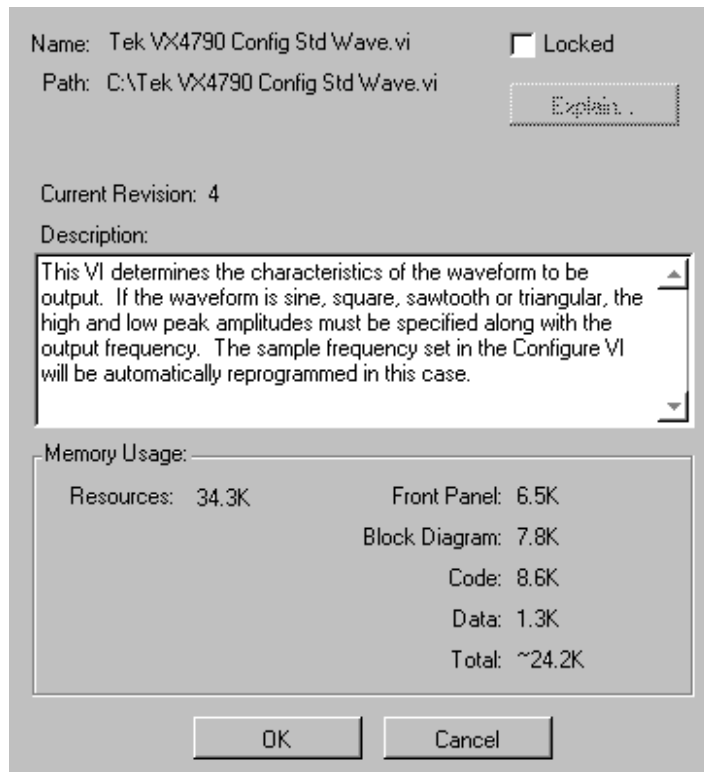 Name: Tek VX4790 Config Std Wave.vi
Locked
Path: C:\Tek VX4790 Config Std Wave.vi
Explain...
Current Revision: 4
Description:
This VI determines the characteristics of the waveform to be
output.  If the waveform is sine, square, sawtooth or triangular, the
high and low peak amplitudes must be specified along with the
output frequency.  The sample frequency set in the Configure VI
will be automatically reprogrammed in this case.
Memory Usage:
Resources: 34.3K
Front Panel: 6.5K
Block Diagram: 7.8K
Code: 8.6K
Data: 1.3K
Total: ~24.2K
OK
Cancel